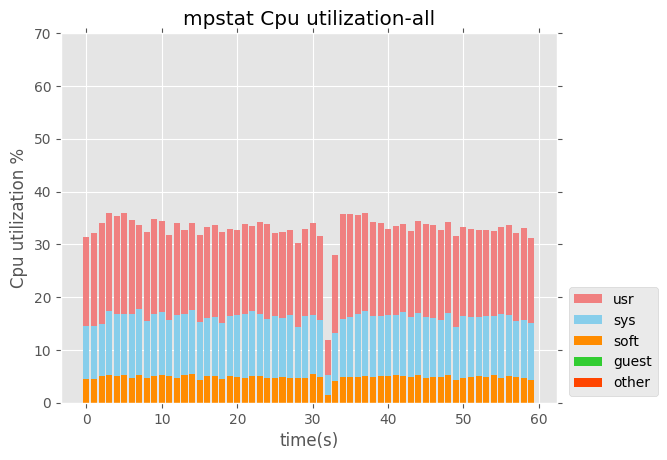 mpstat Cpu utilization-all
Cpu utilization %
70
60
50
40
30
20
10
0
0 10 20 30 40 50 60
time(s)
usr
sys
soft
guest
other